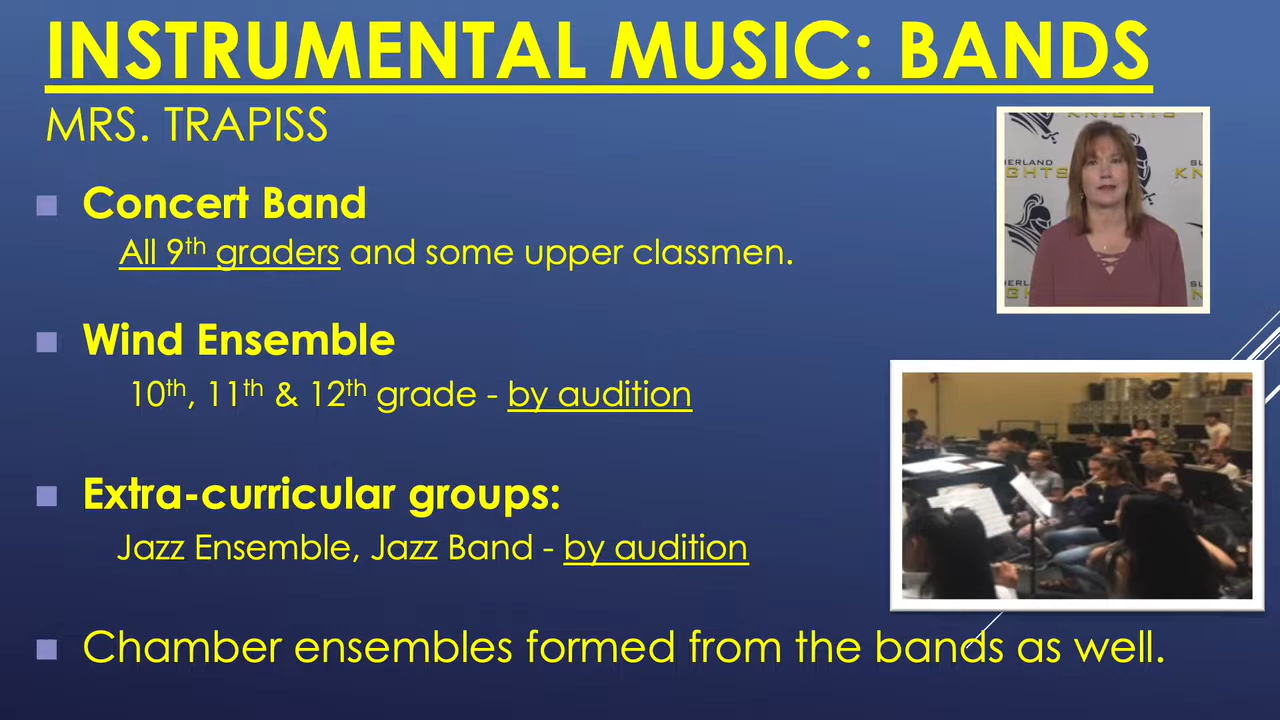 INSTRUMENTAL MUSIC: BANDS
MRS. TRAPISS
Concert Band
All 9th graders and some upper classmen.
Wind Ensemble
10th, 11th & 12th grade - by audition
Extra-curricular groups:
Jazz Ensemble, Jazz Band - by audition
Chamber ensembles formed from the bands as well.
KNIGHTS